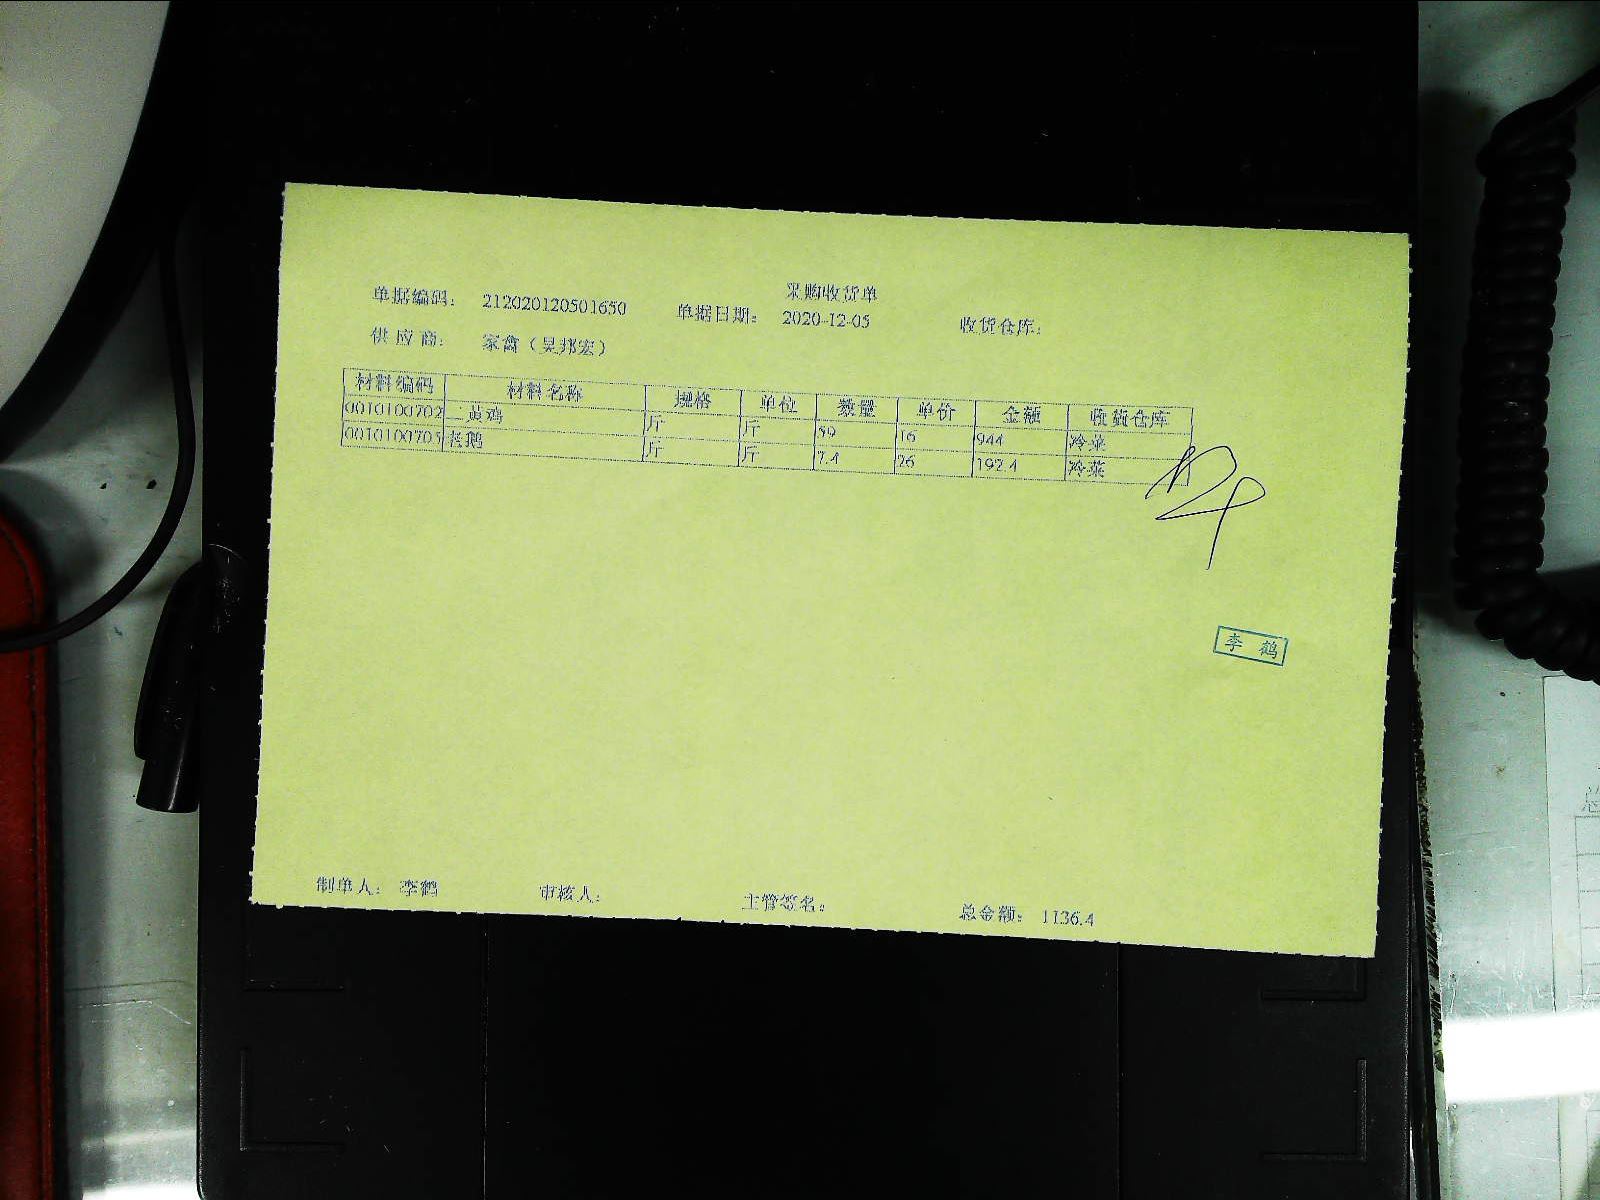 采购收货单
单据编码： 212020120501650 单据日期： 2020-12-05 收货仓库：
供 应 商： 家禽（吴邦宏）
材料编码 材料名称 规格 单位 数量 单价 金额 收货仓库
0010100702 二黄鸡 斤 斤 59 16 944 冷菜
0010100703 老鹅 斤 斤 7.4 26 192.4 冷菜
李 鹤
制单人： 李鹤 审核人： 主管签名： 总金额： 1136.4